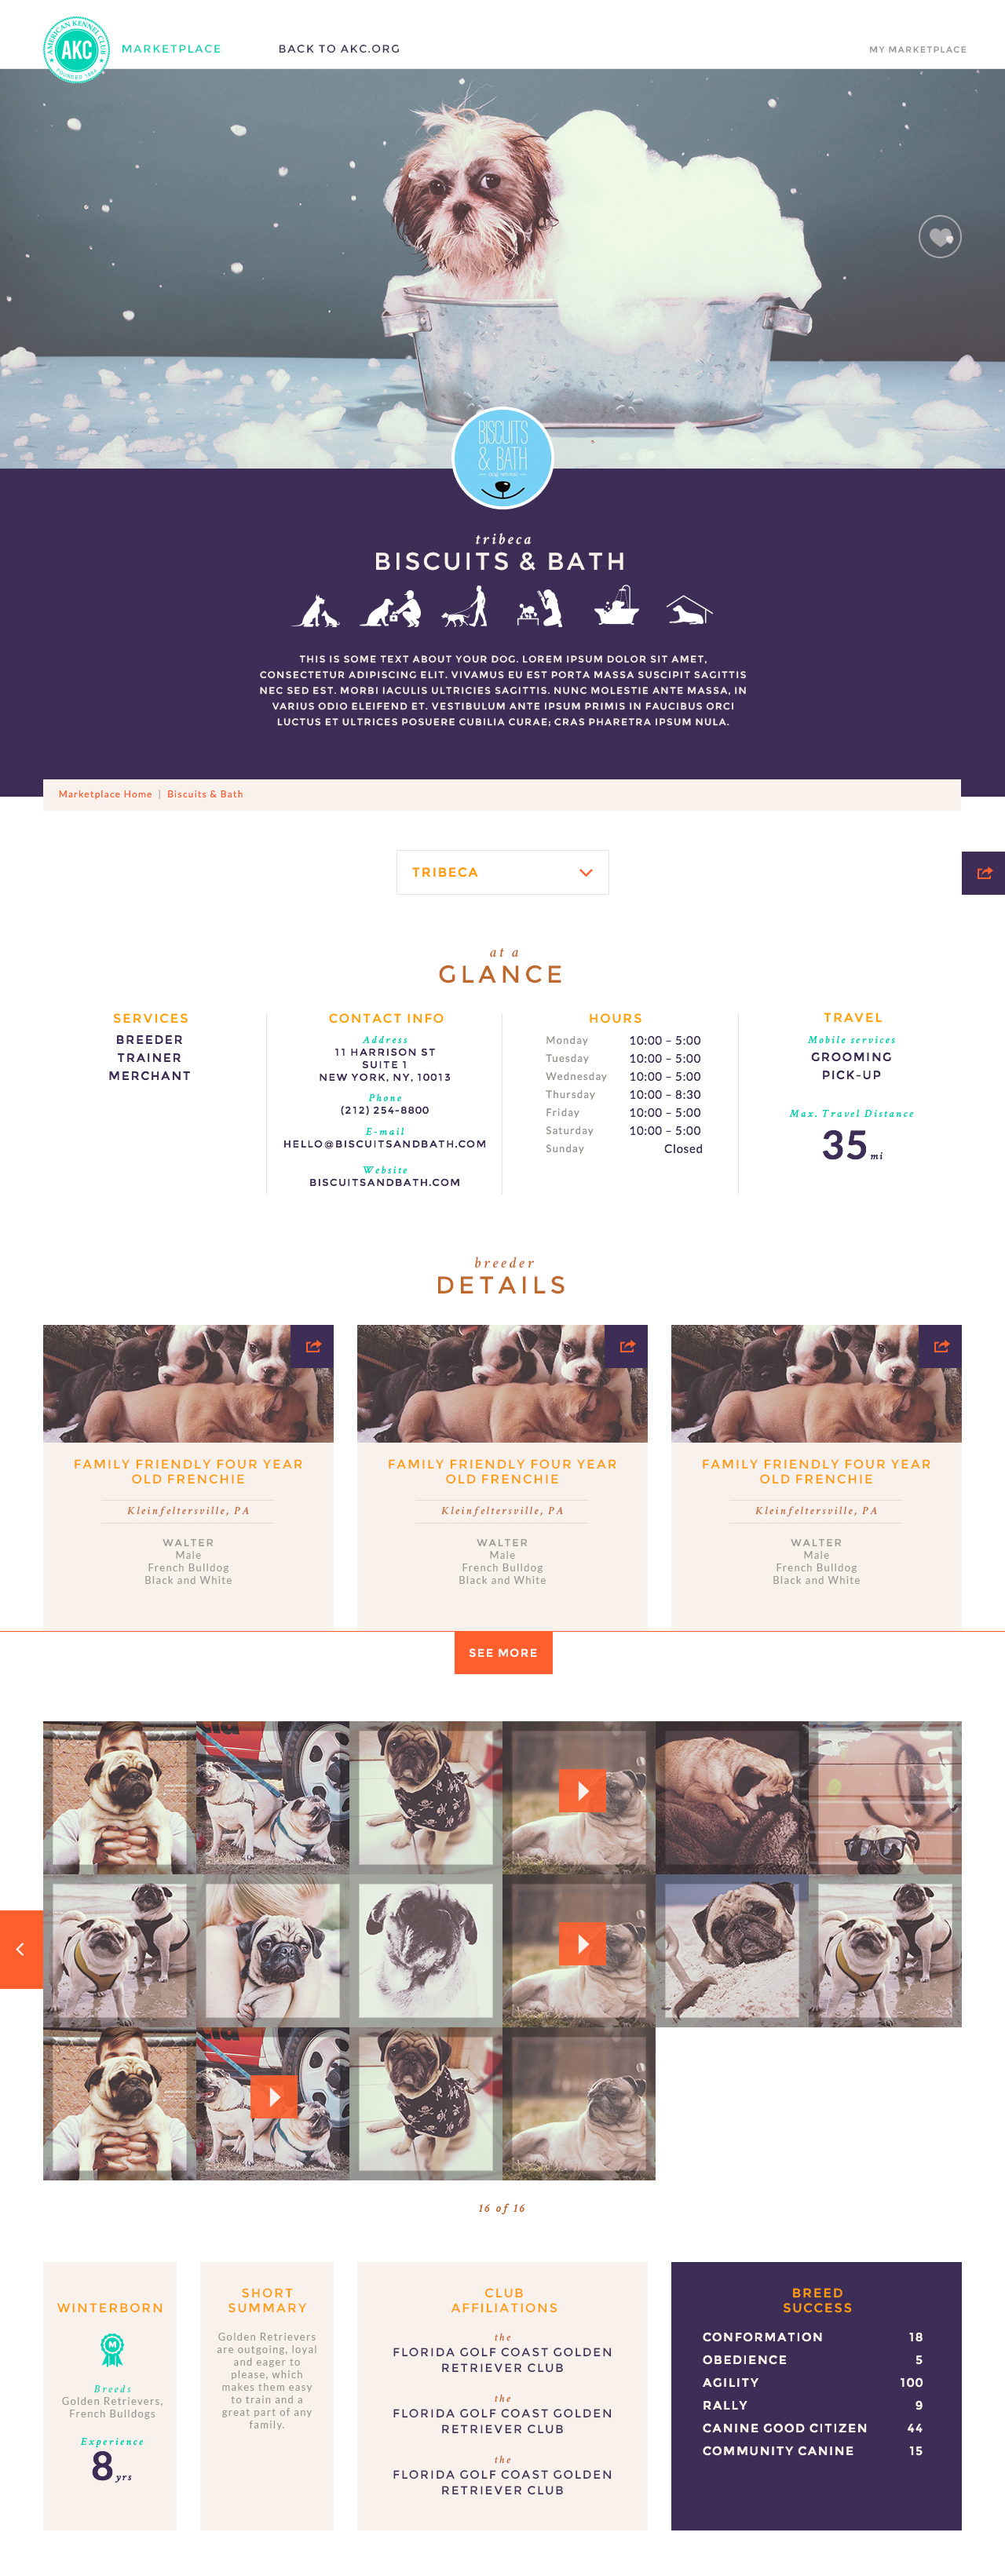 AMERICAN KENNEL CLUB
AKC
FOUNDED 1884
MARKETPLACE
BACK TO AKC.ORG
MY MARKETPLACE
BISCUITS
& BATH
tribeca
BISCUITS & BATH
THIS IS SOME TEXT ABOUT YOUR DOG. LOREM IPSUM DOLOR SIT AMET,
CONSECTETUR ADIPISCING ELIT. VIVAMUS EU EST PORTA MASSA SUSCIPIT SAGITTIS
NEC SED EST. MORBI IACULIS ULTRICIES SAGITTIS. NUNC MOLESTIE ANTE MASSA, IN
VARIUS ODIO ELEIFEND ET. VESTIBULUM ANTE IPSUM PRIMIS IN FAUCIBUS ORCI
LUCTUS ET ULTRICES POSUERE CUBILIA CURAE; CRAS PHARETRA IPSUM NULA.
Marketplace Home | Biscuits & Bath
TRIBECA
at a
GLANCE
SERVICES
BREEDER
TRAINER
MERCHANT
CONTACT INFO
Address
11 HARRISON ST
SUITE 1
NEW YORK, NY, 10013
Phone
(212) 254-8800
E-mail
HELLO@BISCUITSANDBATH.COM
Website
BISCUITSANDBATH.COM
HOURS
Monday 10:00 – 5:00
Tuesday 10:00 – 5:00
Wednesday 10:00 – 5:00
Thursday 10:00 – 8:30
Friday 10:00 – 5:00
Saturday 10:00 – 5:00
Sunday Closed
TRAVEL
Mobile services
GROOMING
PICK-UP
Max. Travel Distance
35 mi
breeder
DETAILS
FAMILY FRIENDLY FOUR YEAR
OLD FRENCHIE
Kleinfeltersville, PA
WALTER
Male
French Bulldog
Black and White
FAMILY FRIENDLY FOUR YEAR
OLD FRENCHIE
Kleinfeltersville, PA
WALTER
Male
French Bulldog
Black and White
FAMILY FRIENDLY FOUR YEAR
OLD FRENCHIE
Kleinfeltersville, PA
WALTER
Male
French Bulldog
Black and White
SEE MORE
16 of 16
WINTERBORN
M
Breeds
Golden Retrievers,
French Bulldogs
Experience
8 yrs
SHORT
SUMMARY
Golden Retrievers
are outgoing, loyal
and eager to
please, which
makes them easy
to train and a
great part of any
family.
CLUB
AFFILIATIONS
the
FLORIDA GOLF COAST GOLDEN
RETRIEVER CLUB
the
FLORIDA GOLF COAST GOLDEN
RETRIEVER CLUB
the
FLORIDA GOLF COAST GOLDEN
RETRIEVER CLUB
BREED
SUCCESS
CONFORMATION 18
OBEDIENCE 5
AGILITY 100
RALLY 9
CANINE GOOD CITIZEN 44
COMMUNITY CANINE 15